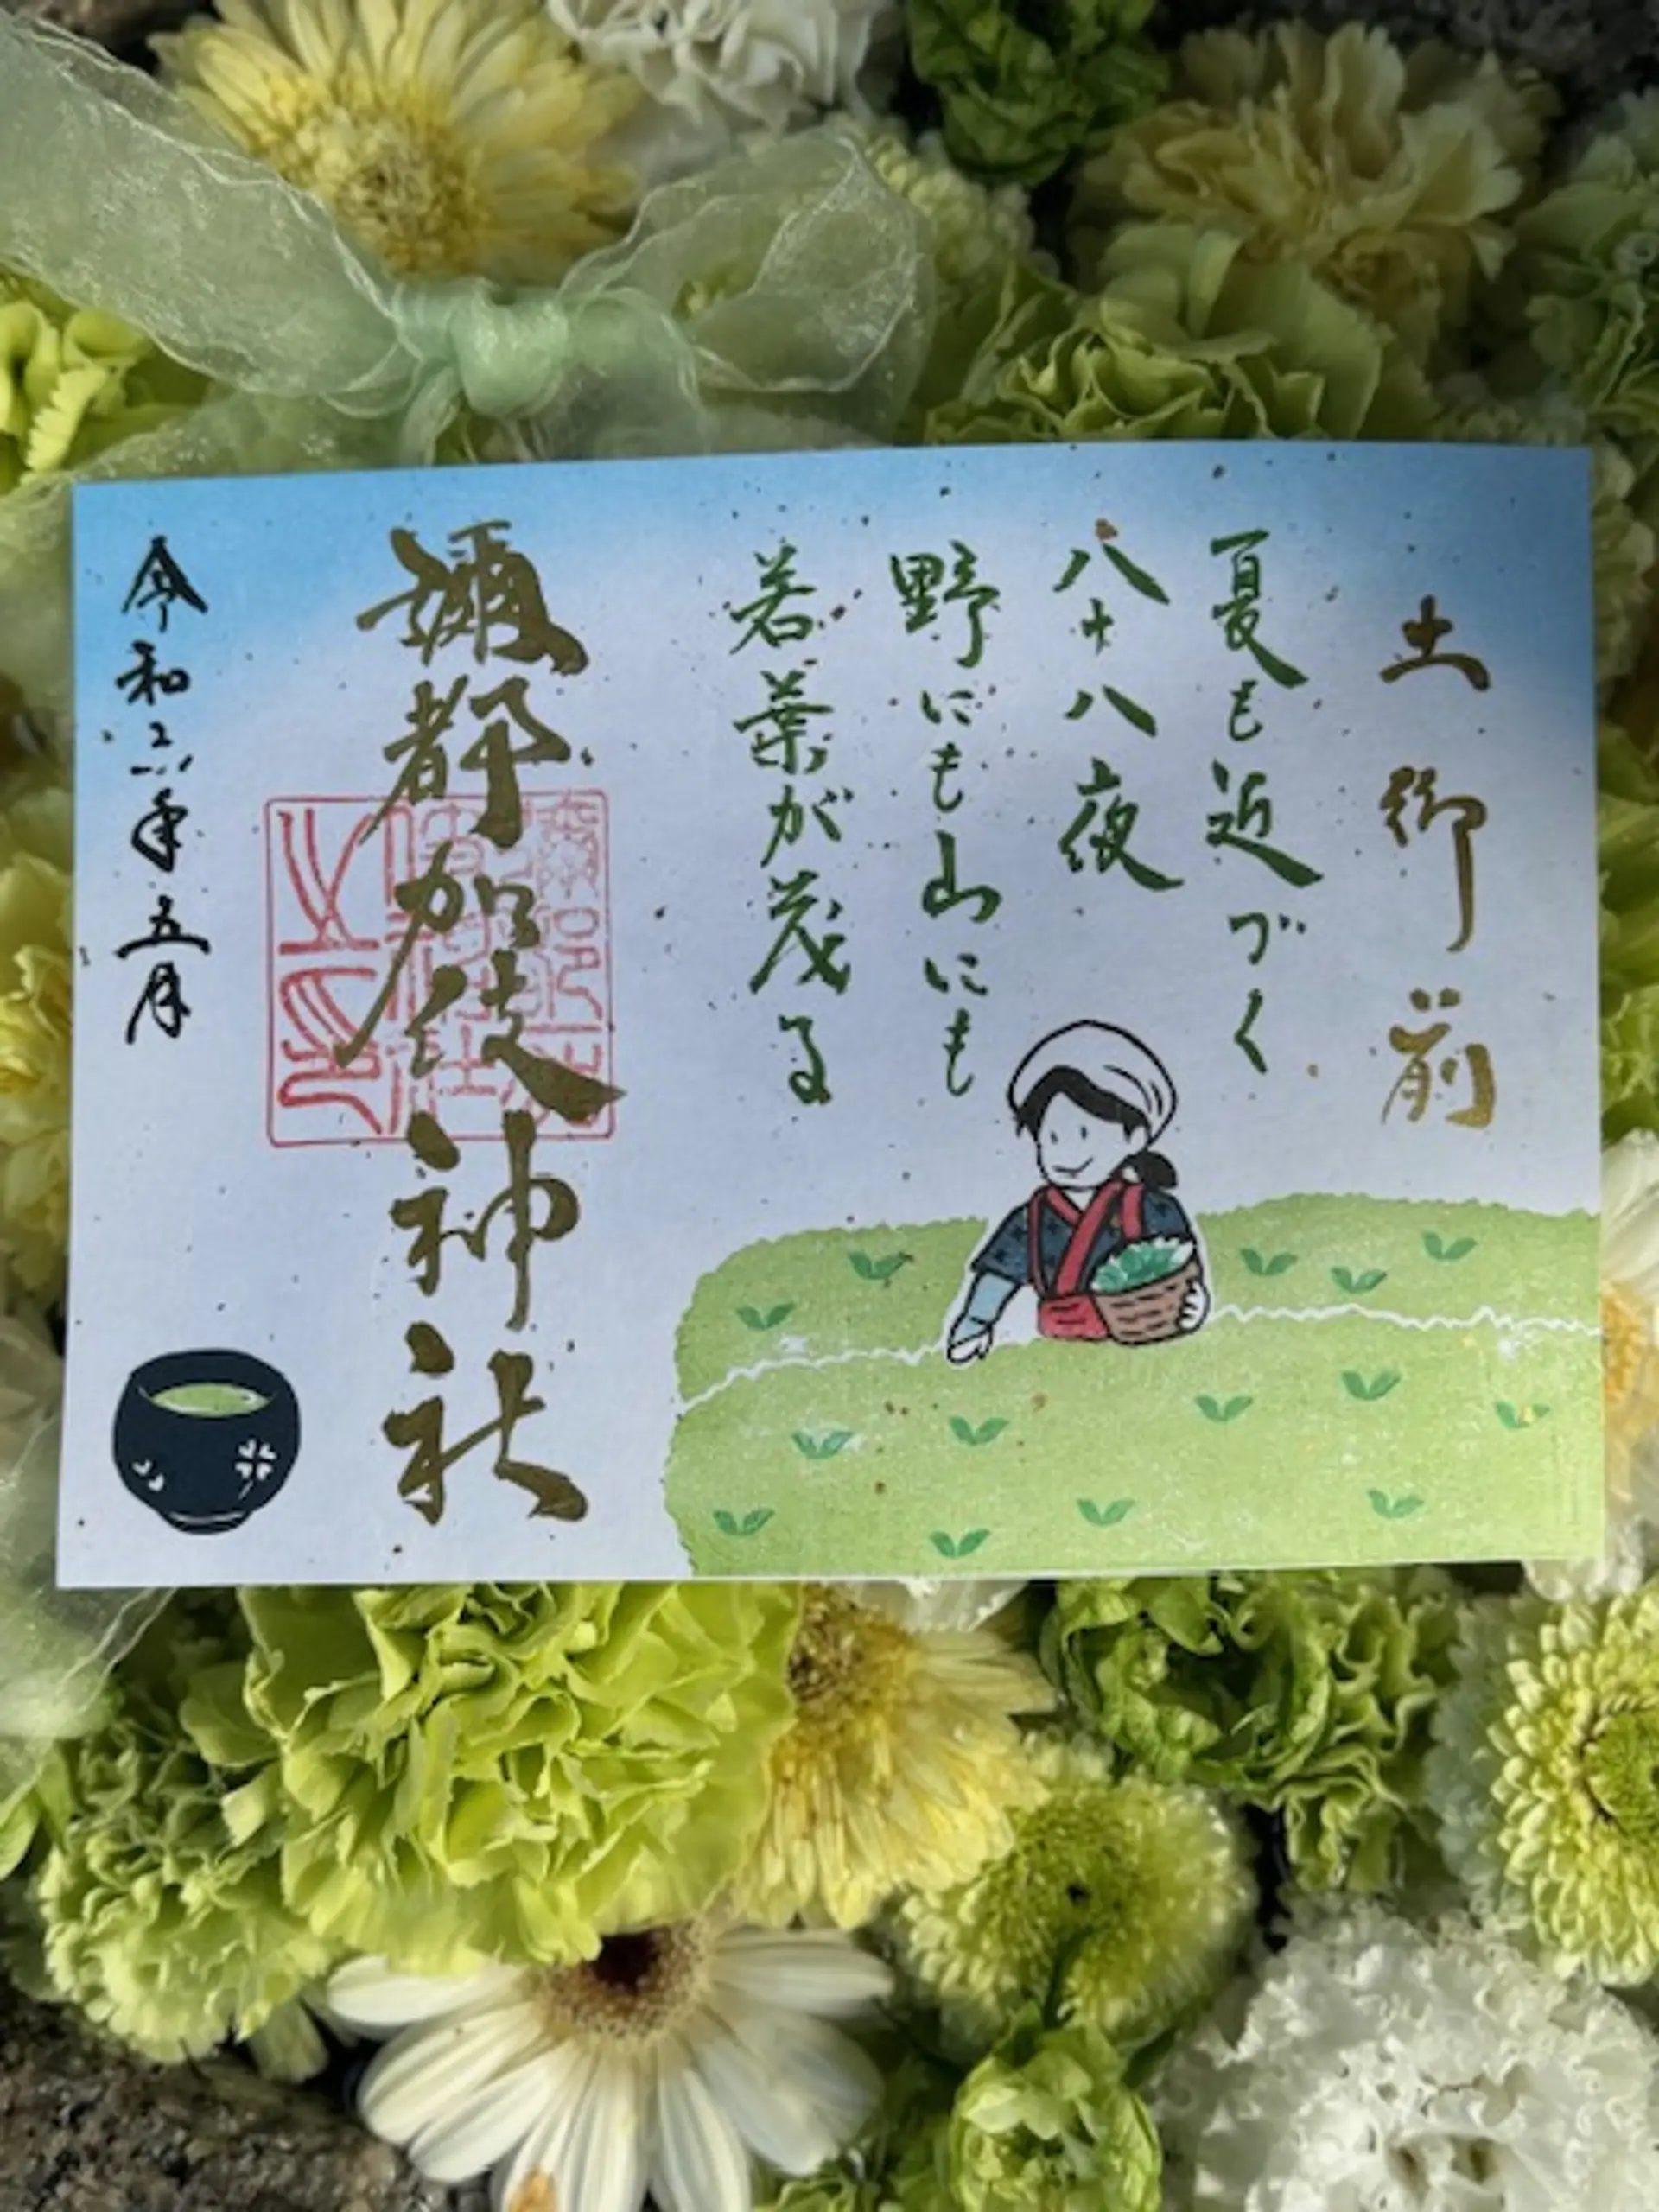 土御前
夏も近づく
八十八夜
野にも山にも
若葉が茂る
彌都加伎神社
令和六年五月